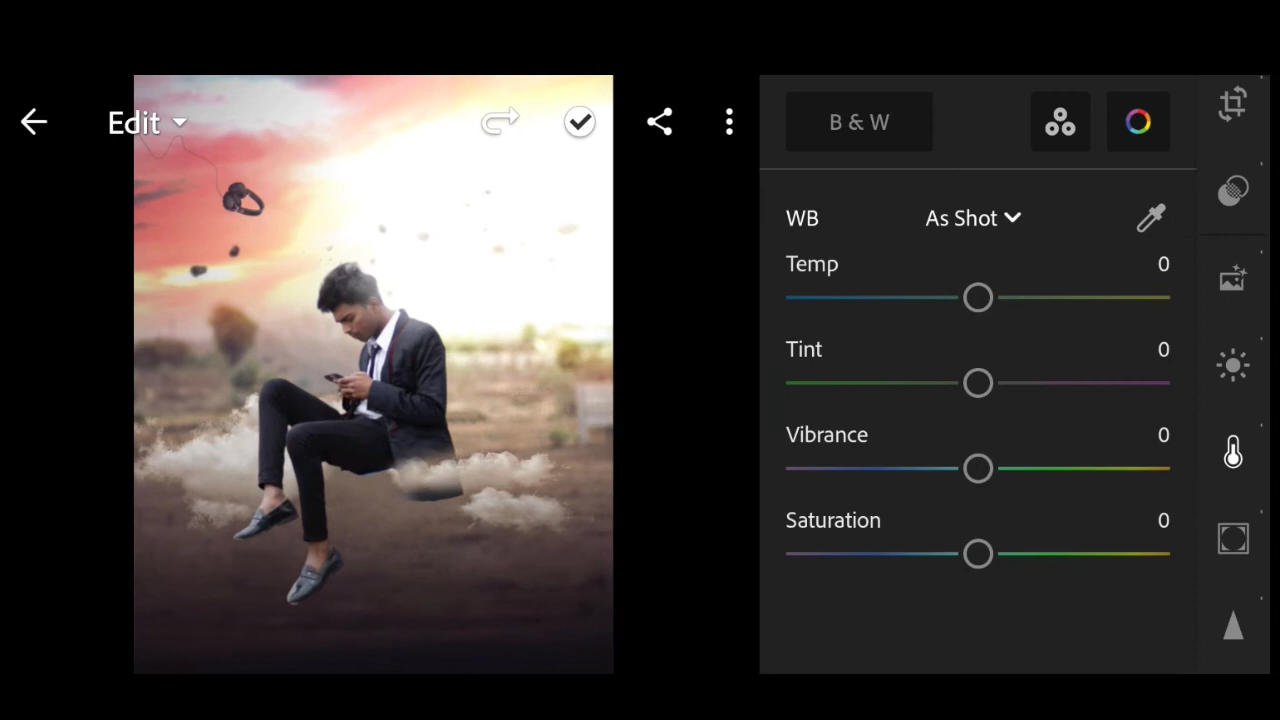 Edit
B & W
WB As Shot
Temp 0
Tint 0
Vibrance 0
Saturation 0